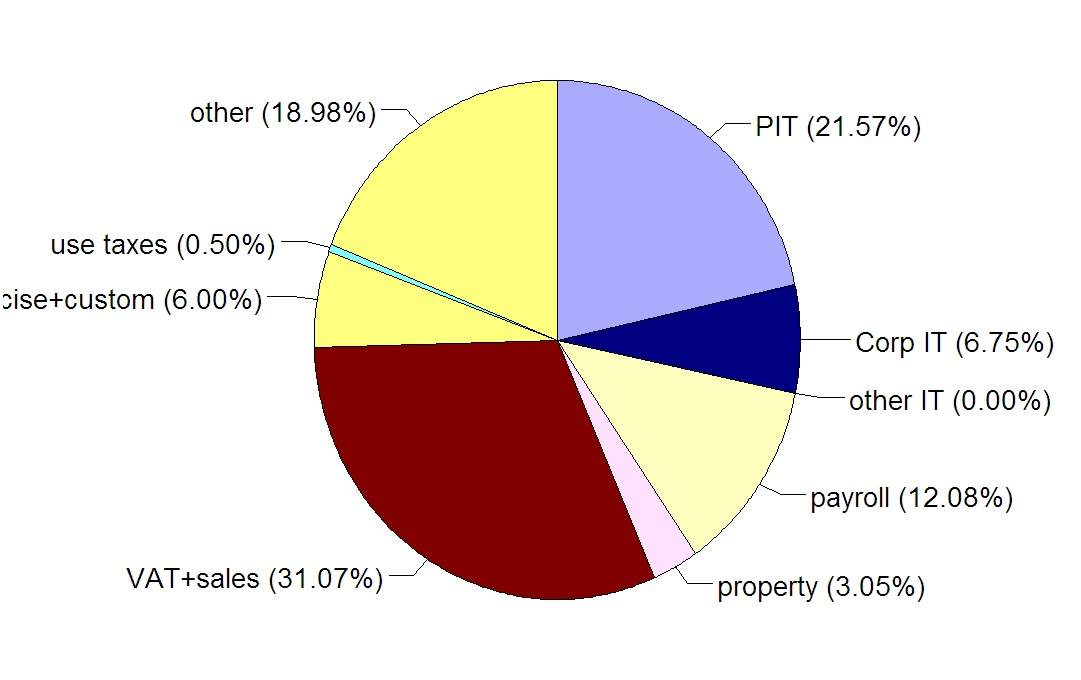 other (18.98%)
PIT (21.57%)
use taxes (0.50%)
cise+custom (6.00%)
Corp IT (6.75%)
other IT (0.00%)
payroll (12.08%)
VAT+sales (31.07%)
property (3.05%)